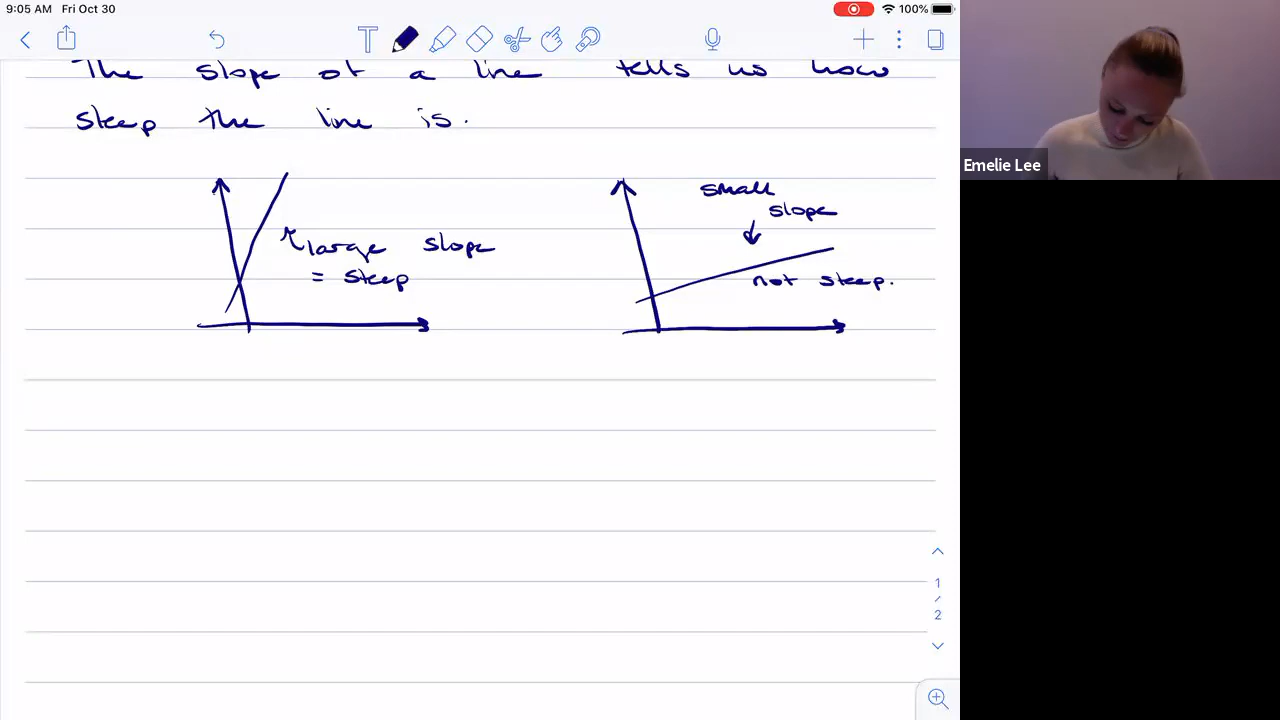 9:05 AM Fri Oct 30
100%
The slope of a line tells us how
steep the line is.
large slope
= steep
small
slope
not steep.
Emelie Lee
1
/
2